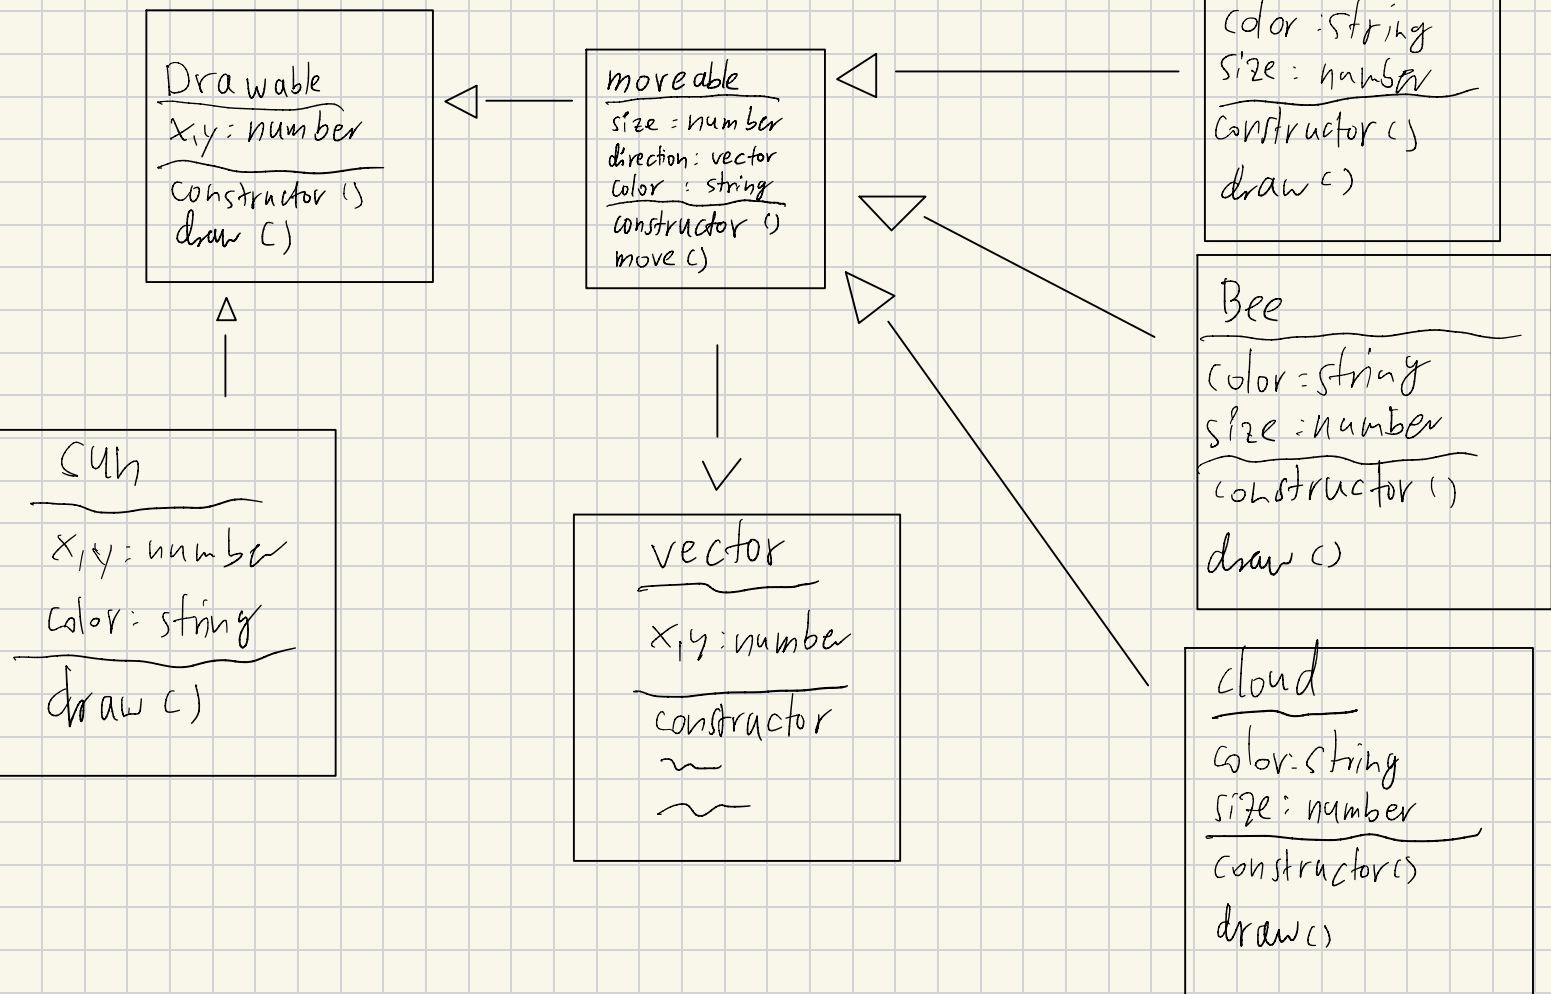 Drawable
x,y: number
constructor ()
draw ()
moveable
size : number
direction: vector
color : string
constructor ()
move ()
color : string
size : number
constructor ()
draw ()
Bee
color : string
size : number
constructor ()
draw ()
sun
x,y : number
color : string
draw ()
vector
x,y : number
constructor
cloud
color : string
size : number
constructor ()
draw ()